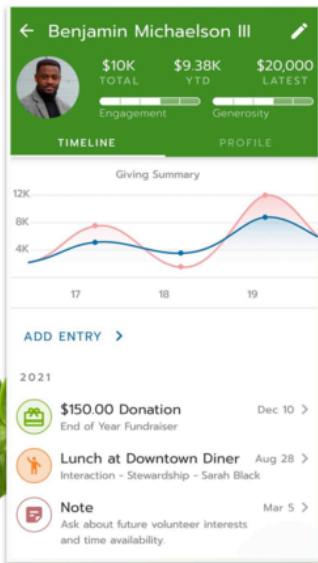 Benjamin Michaelson III
$10K $9.38K $20,000
TOTAL YTD LATEST
Engagement Generosity
TIMELINE PROFILE
Giving Summary
12K
8K
4K
17 18 19
ADD ENTRY
2021
$150.00 Donation Dec 10
End of Year Fundraiser
Lunch at Downtown Diner Aug 28
Interaction - Stewardship - Sarah Black
Note Mar 5
Ask about future volunteer interests
and time availability.